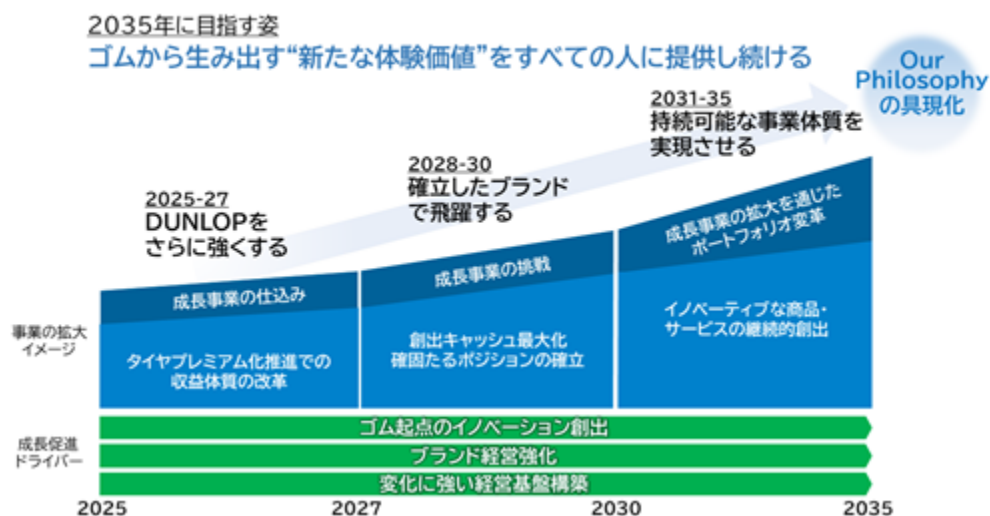 2035年に目指す姿
ゴムから生み出す“新たな体験価値”をすべての人に提供し続ける
Our
Philosophy
の具現化
2031-35
持続可能な事業体質を
実現させる
2028-30
確立したブランド
で飛躍する
2025-27
DUNLOPを
さらに強くする
成長事業の仕込み
成長事業の挑戦
成長事業の拡大を通じた
ポートフォリオ変革
事業の拡大
イメージ
タイヤプレミアム化推進での
収益体質の改革
創出キャッシュ最大化
確固たるポジションの確立
イノベーティブな商品・
サービスの継続的創出
成長促進
ドライバー
ゴム起点のイノベーション創出
ブランド経営強化
変化に強い経営基盤構築
2025
2027
2030
2035